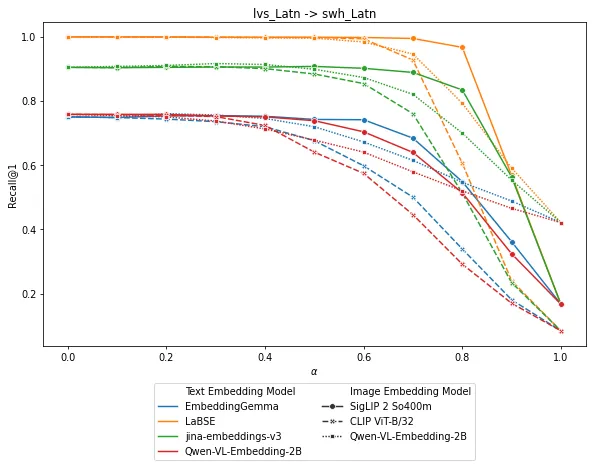 lvs_Latn -> swh_Latn
Recall@1
1.0
0.8
0.6
0.4
0.2
0.0 0.2 0.4 0.6 0.8 1.0
α
Text Embedding Model Image Embedding Model
EmbeddingGemma SigLIP 2 So400m
LaBSE CLIP ViT-B/32
jina-embeddings-v3 Qwen-VL-Embedding-2B
Qwen-VL-Embedding-2B